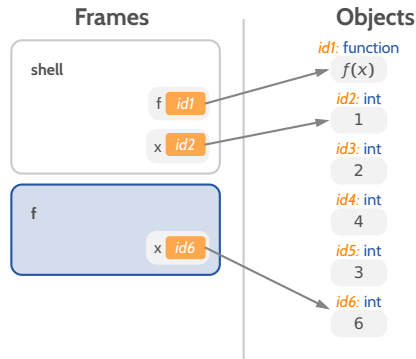 Frames
shell
f id1
x id2
f
x id6
Objects
id1: function
f(x)
id2: int
1
id3: int
2
id4: int
4
id5: int
3
id6: int
6